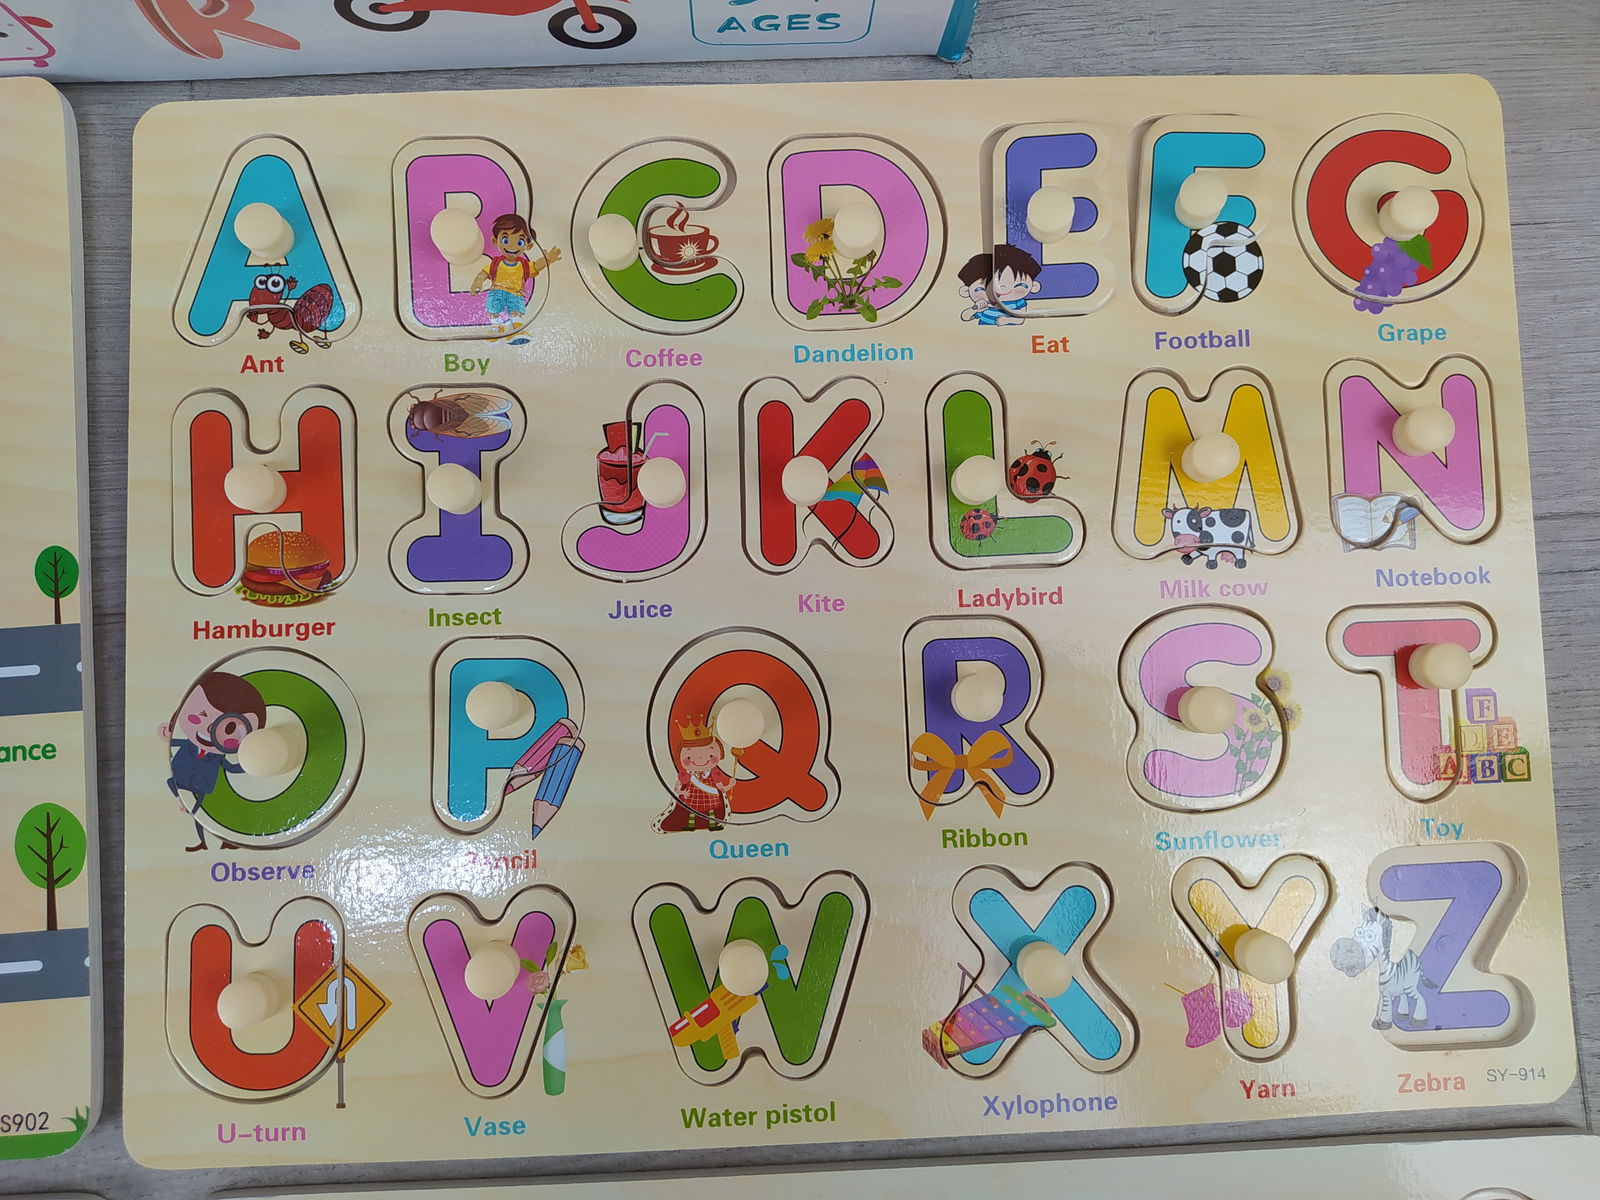 AGES
A B C D E F G
Ant Boy Coffee Dandelion Eat Football Grape
H I J K L M N
Hamburger Insect Juice Kite Ladybird Milk cow Notebook
O P Q R S T
F
D E
A B C
Observe Pencil Queen Ribbon Sunflower Toy
U V W X Y Z
U-turn Vase Water pistol Xylophone Yarn Zebra
SY-914
ance
S902